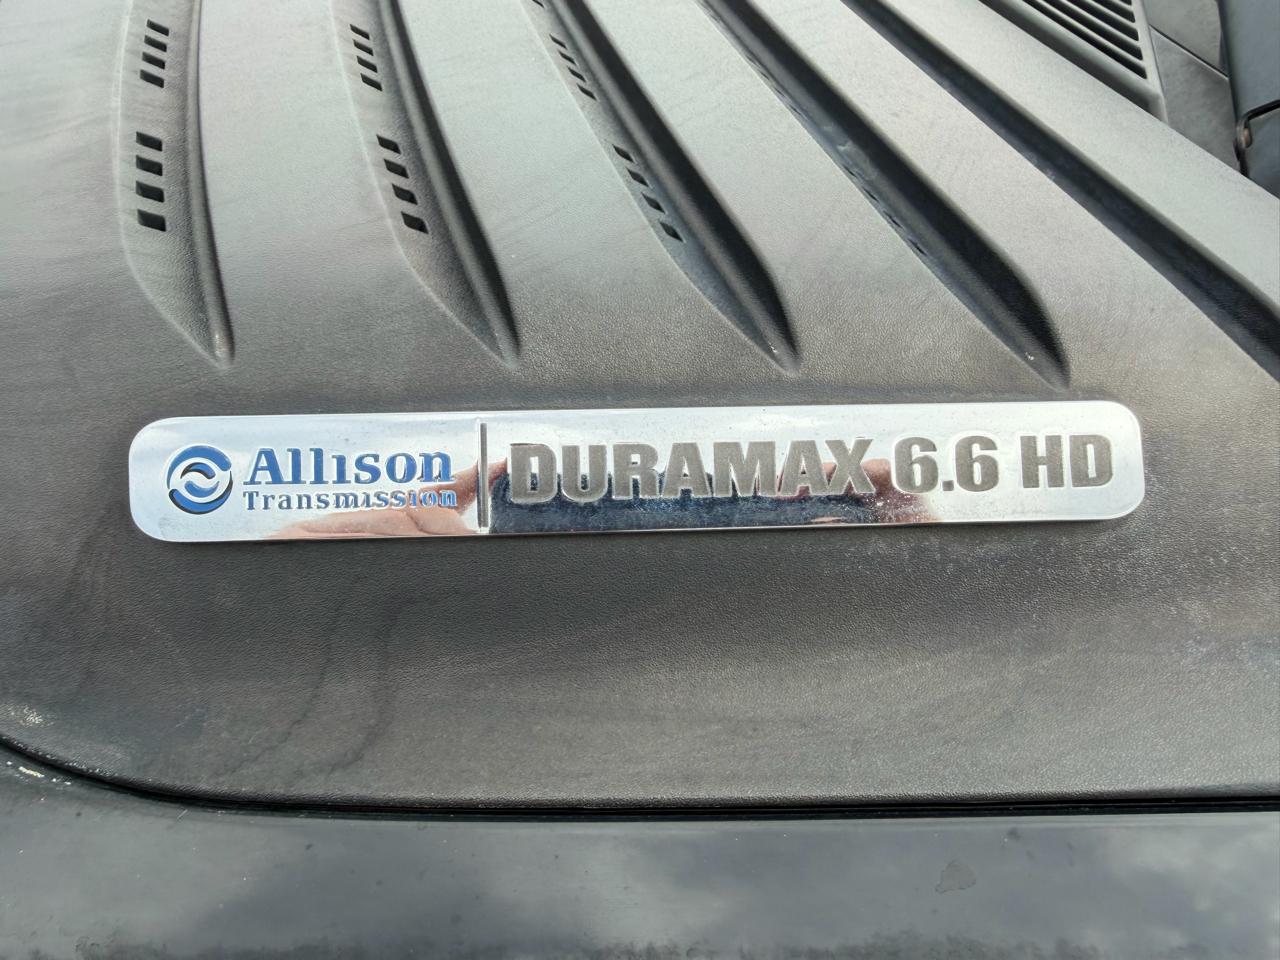 Allison
Transmission
DURAMAX 6.6 HD